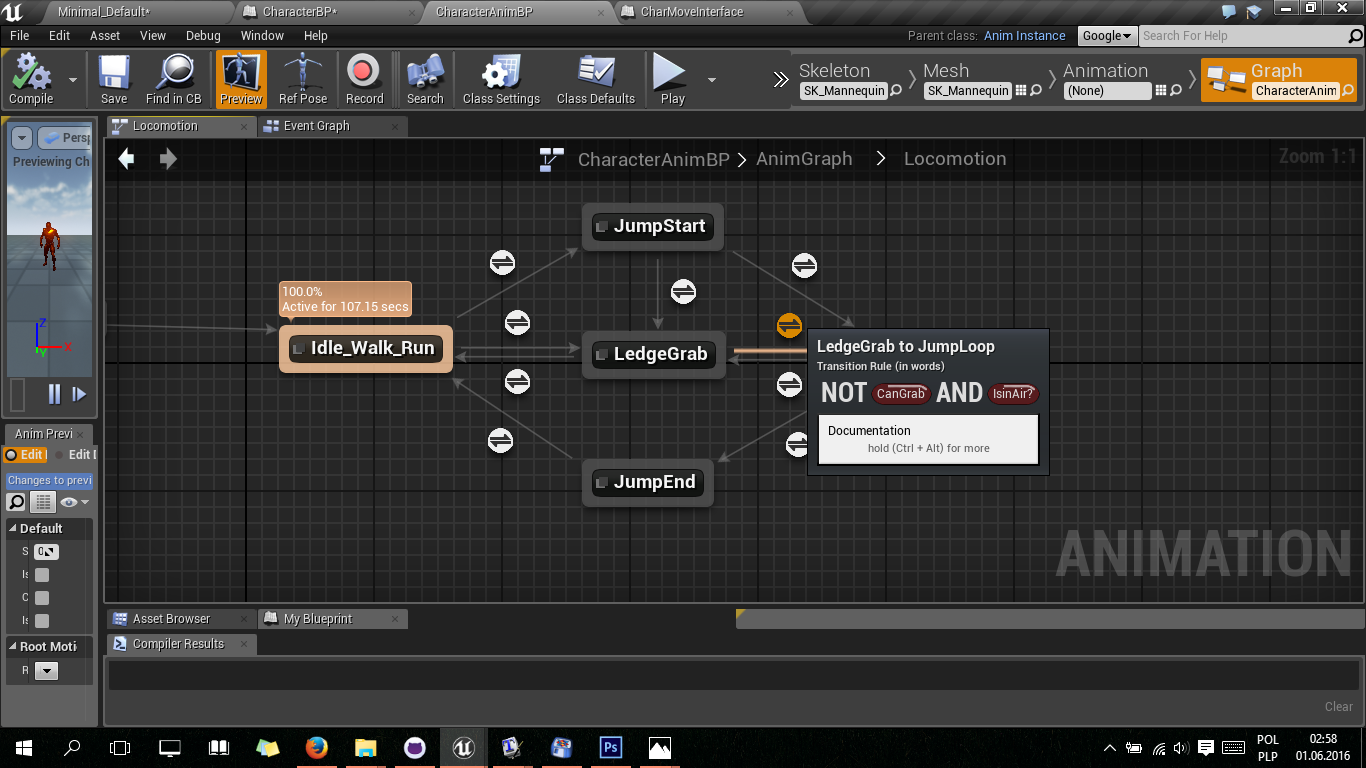 Minimal_Default*
CharacterBP*
CharacterAnimBP
CharMoveInterface
File Edit Asset View Debug Window Help
Parent class: Anim Instance
Google
Search For Help
Compile
Save
Find in CB
Preview
Ref Pose
Record
Search
Class Settings
Class Defaults
Play
Skeleton
SK_Mannequin
Mesh
SK_Mannequin
Animation
(None)
Graph
CharacterAnim
Locomotion
Event Graph
Persp
Previewing Ch
CharacterAnimBP > AnimGraph > Locomotion
Zoom 1:1
JumpStart
100.0%
Active for 107.15 secs
Idle_Walk_Run
LedgeGrab
JumpEnd
LedgeGrab to JumpLoop
Transition Rule (in words)
NOT CanGrab AND IsinAir?
Documentation
hold (Ctrl + Alt) for more
Z
X
Y
Anim Previ
Edit
Edit
Changes to previ
Default
S
Is
C
Is
Root Moti
R
ANIMATION
Asset Browser
My Blueprint
Compiler Results
Clear
Ps
POL
PLP
02:58
01.06.2016